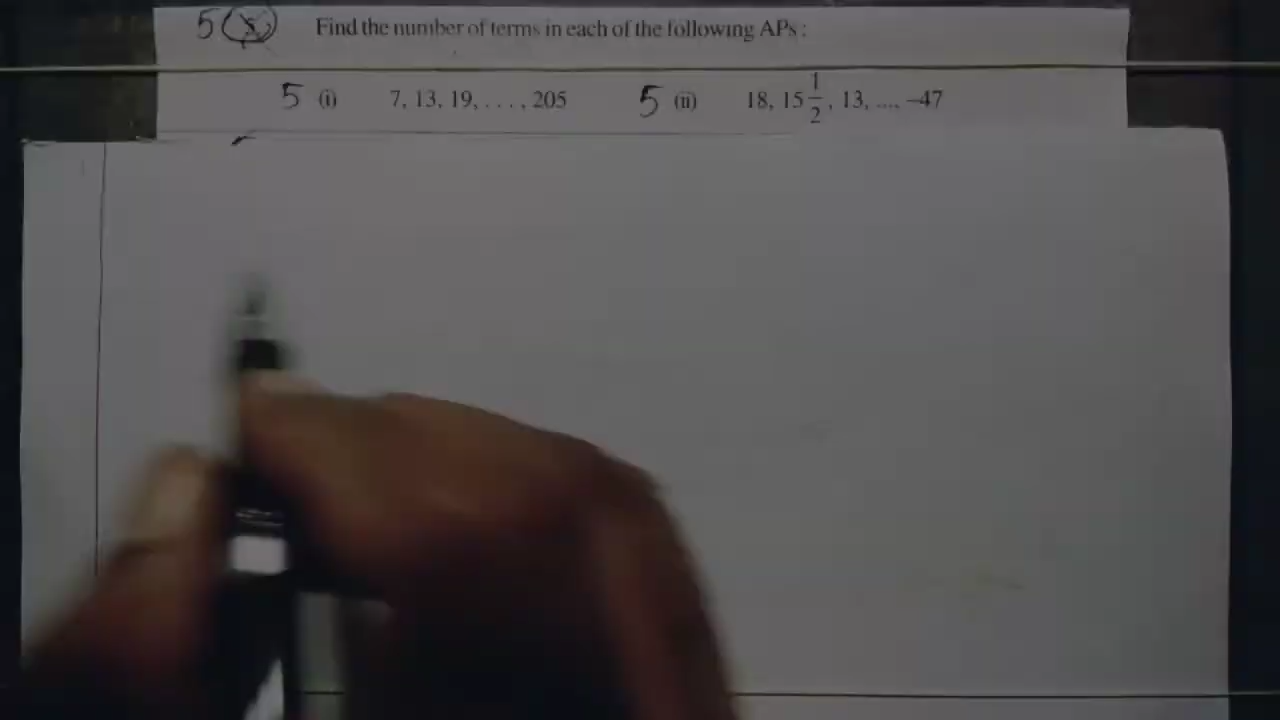 5 Find the number of terms in each of the following APs :
5 (i) 7, 13, 19, . . . , 205 5 (ii) 18, 15 1/2, 13, ...., –47